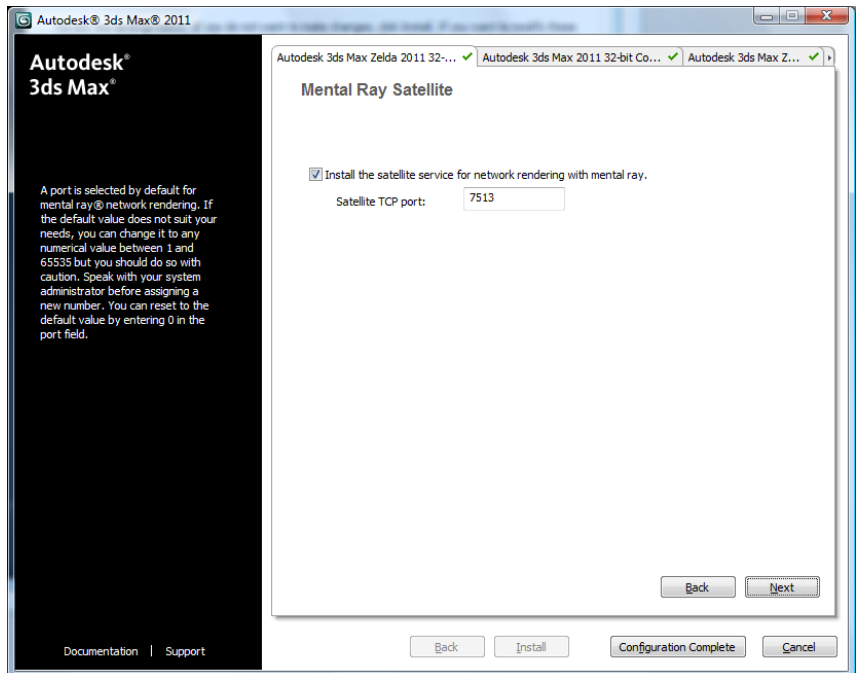 Autodesk® 3ds Max® 2011
Autodesk®
3ds Max®
A port is selected by default for
mental ray® network rendering. If
the default value does not suit your
needs, you can change it to any
numerical value between 1 and
65535 but you should do so with
caution. Speak with your system
administrator before assigning a
new number. You can reset to the
default value by entering 0 in the
port field.
Documentation | Support
Autodesk 3ds Max Zelda 2011 32-... Autodesk 3ds Max 2011 32-bit Co... Autodesk 3ds Max Z...
Mental Ray Satellite
Install the satellite service for network rendering with mental ray.
Satellite TCP port: 7513
Back Next
Back Install Configuration Complete Cancel